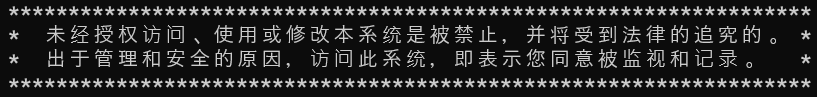 *******************************************************************
* 未经授权访问、使用或修改本系统是被禁止，并将受到法律的追究的。 *
* 出于管理和安全的原因，访问此系统，即表示您同意被监视和记录。 *
*******************************************************************